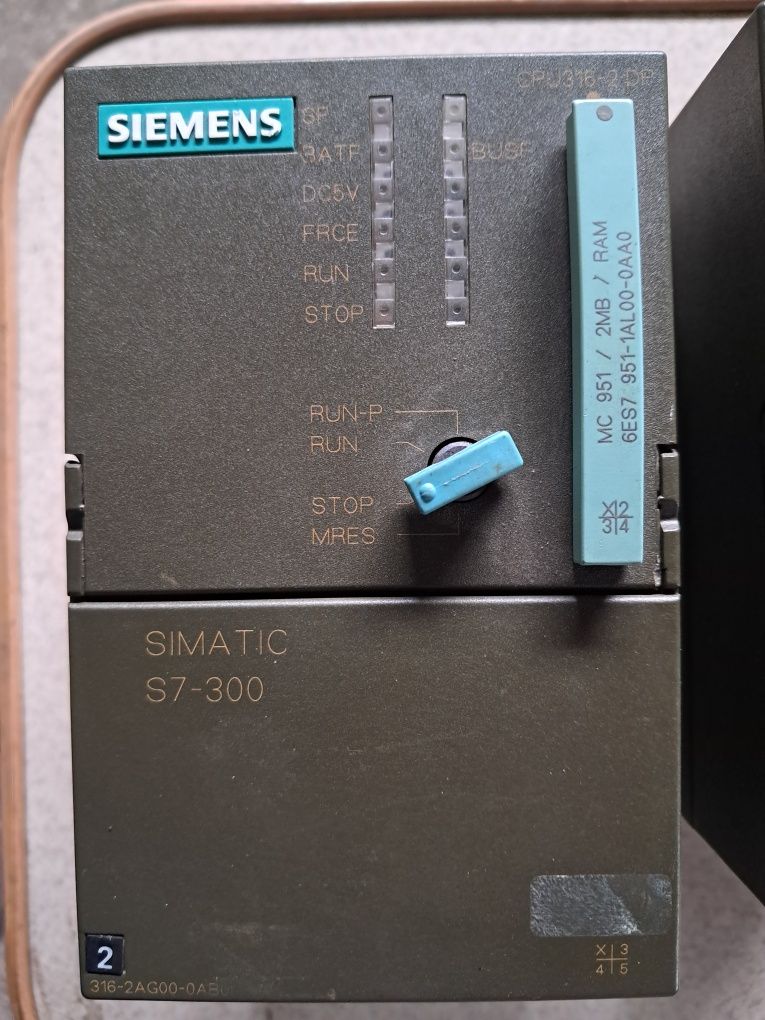 CPU316-2 DP
SIEMENS
SF
BATF
BUSF
DC5V
FRCE
RUN
STOP
MC 951 / 2MB / RAM
6ES7 951-1AL00-0AA0
RUN-P
RUN
STOP
MRES
X 2
3 4
SIMATIC
S7-300
2
X 3
4 5
316-2AG00-0AB0